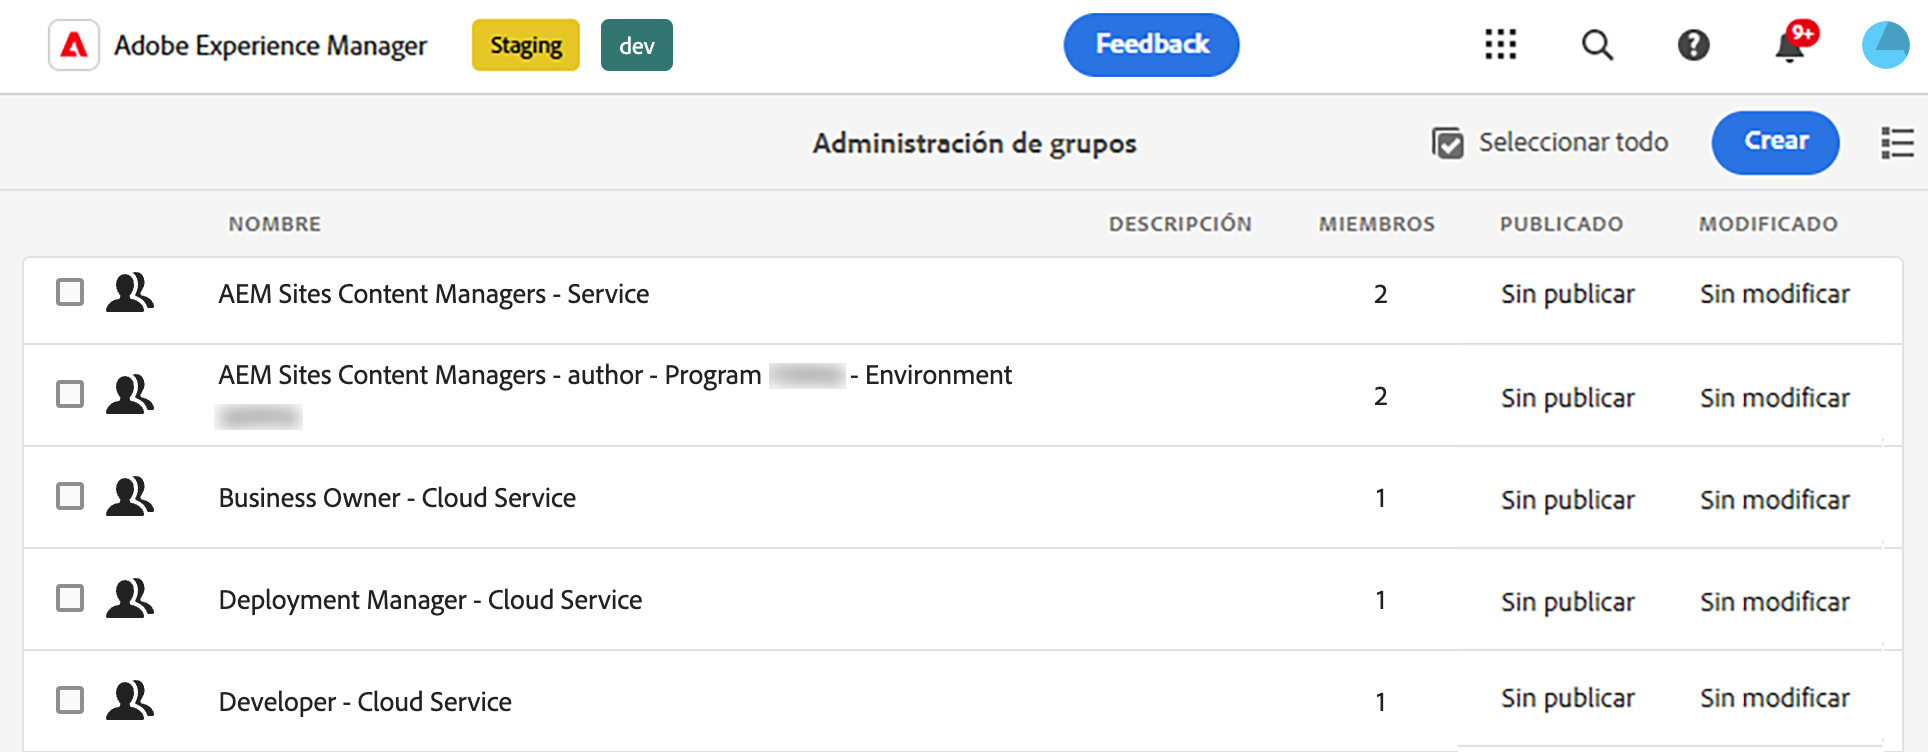 Adobe Experience Manager Staging dev Feedback 9+
Administración de grupos Seleccionar todo Crear
NOMBRE DESCRIPCIÓN MIEMBROS PUBLICADO MODIFICADO
AEM Sites Content Managers - Service 2 Sin publicar Sin modificar
AEM Sites Content Managers - author - Program - Environment 2 Sin publicar Sin modificar
Business Owner - Cloud Service 1 Sin publicar Sin modificar
Deployment Manager - Cloud Service 1 Sin publicar Sin modificar
Developer - Cloud Service 1 Sin publicar Sin modificar